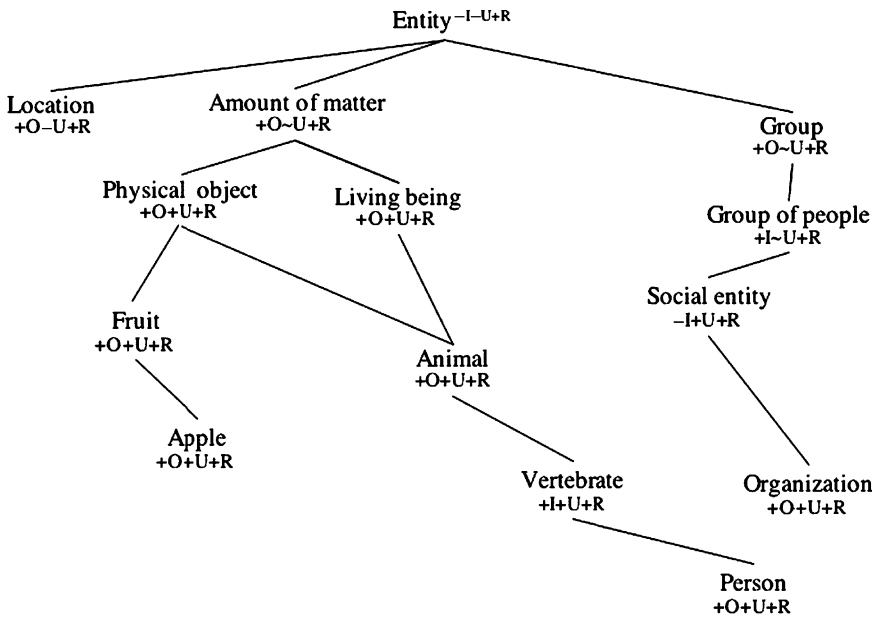 Entity–I–U+R
Location
+O–U+R
Amount of matter
+O~U+R
Group
+O~U+R
Physical object
+O+U+R
Living being
+O+U+R
Group of people
+I~U+R
Social entity
–I+U+R
Fruit
+O+U+R
Animal
+O+U+R
Apple
+O+U+R
Vertebrate
+I+U+R
Organization
+O+U+R
Person
+O+U+R